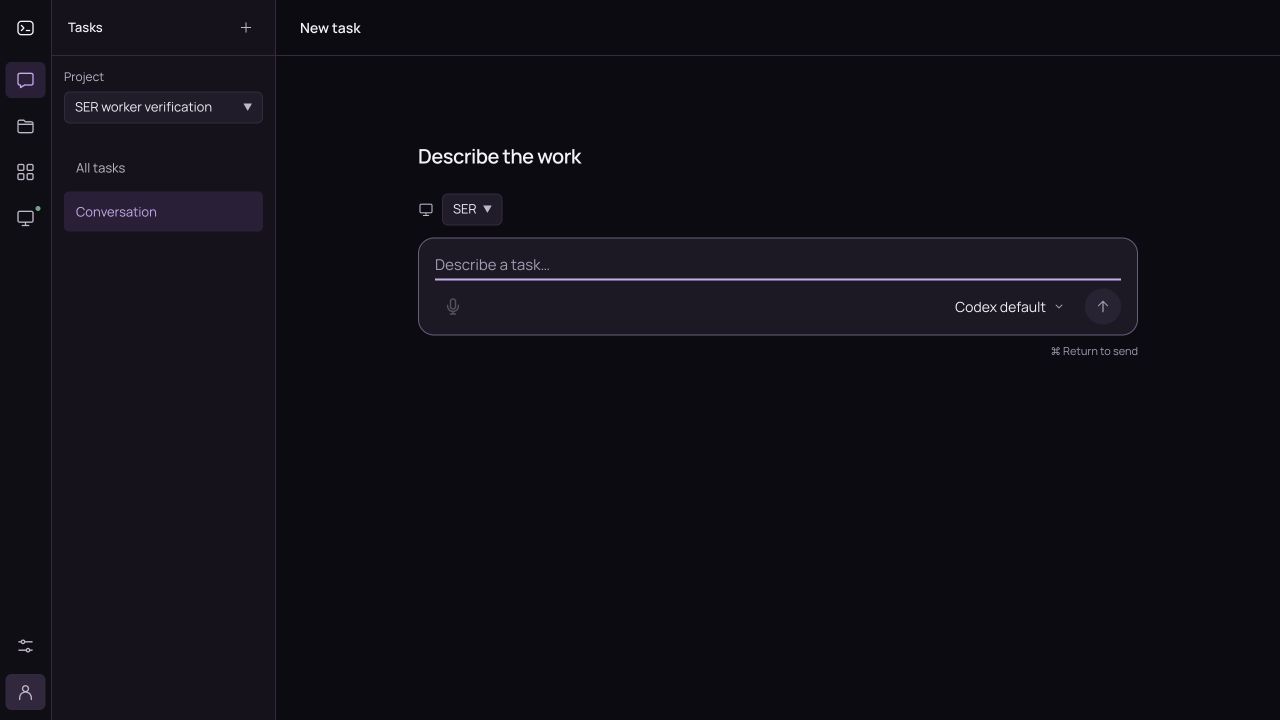 Tasks
New task
Project
SER worker verification
All tasks
Conversation
Describe the work
SER
Describe a task...
Codex default
⌘ Return to send